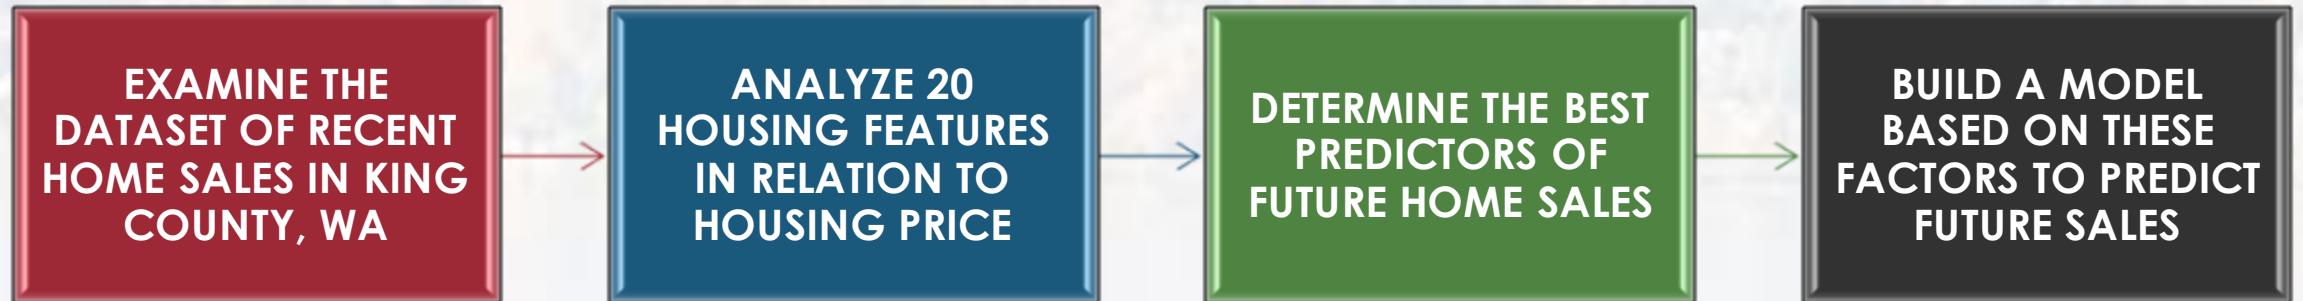 EXAMINE THE
DATASET OF RECENT
HOME SALES IN KING
COUNTY, WA
ANALYZE 20
HOUSING FEATURES
IN RELATION TO
HOUSING PRICE
DETERMINE THE BEST
PREDICTORS OF
FUTURE HOME SALES
BUILD A MODEL
BASED ON THESE
FACTORS TO PREDICT
FUTURE SALES